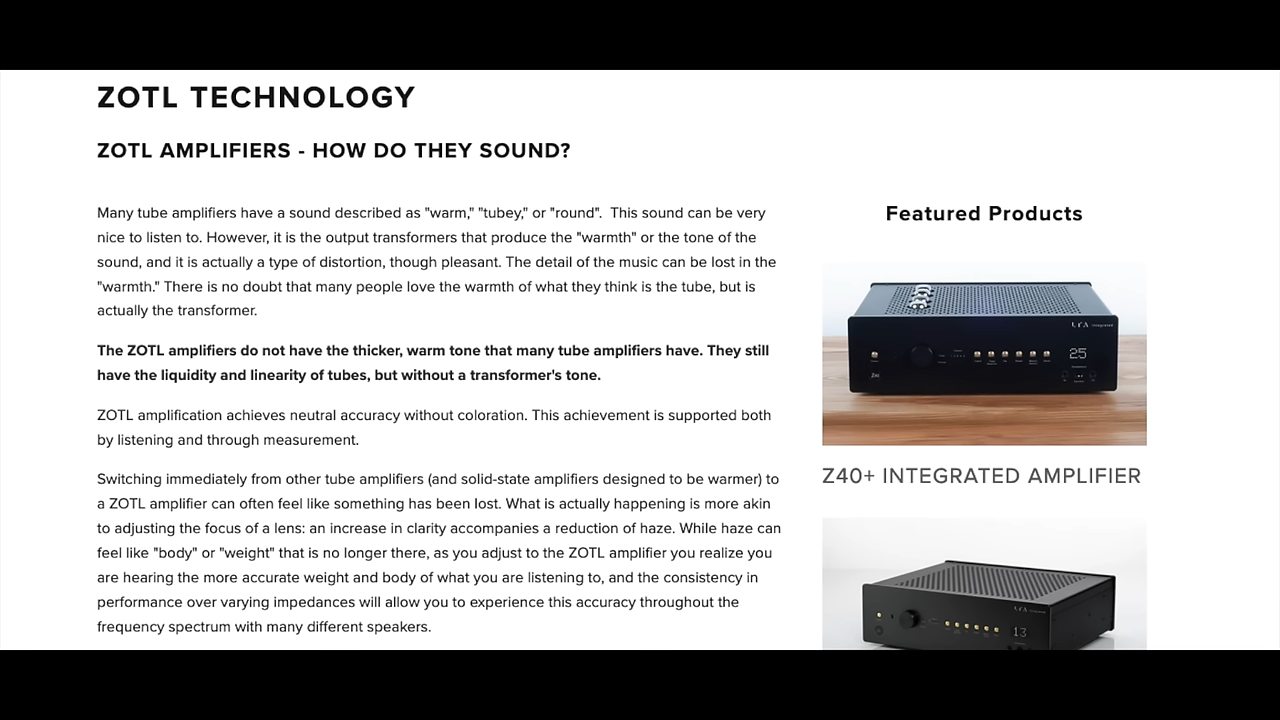 ZOTL TECHNOLOGY
ZOTL AMPLIFIERS - HOW DO THEY SOUND?
Many tube amplifiers have a sound described as "warm," "tubey," or "round".  This sound can be very
nice to listen to. However, it is the output transformers that produce the "warmth" or the tone of the
sound, and it is actually a type of distortion, though pleasant. The detail of the music can be lost in the
"warmth." There is no doubt that many people love the warmth of what they think is the tube, but is
actually the transformer.
The ZOTL amplifiers do not have the thicker, warm tone that many tube amplifiers have. They still
have the liquidity and linearity of tubes, but without a transformer's tone.
ZOTL amplification achieves neutral accuracy without coloration. This achievement is supported both
by listening and through measurement.
Switching immediately from other tube amplifiers (and solid-state amplifiers designed to be warmer) to
a ZOTL amplifier can often feel like something has been lost. What is actually happening is more akin
to adjusting the focus of a lens: an increase in clarity accompanies a reduction of haze. While haze can
feel like "body" or "weight" that is no longer there, as you adjust to the ZOTL amplifier you realize you
are hearing the more accurate weight and body of what you are listening to, and the consistency in
performance over varying impedances will allow you to experience this accuracy throughout the
frequency spectrum with many different speakers.
Featured Products
25
Z40+ INTEGRATED AMPLIFIER
13